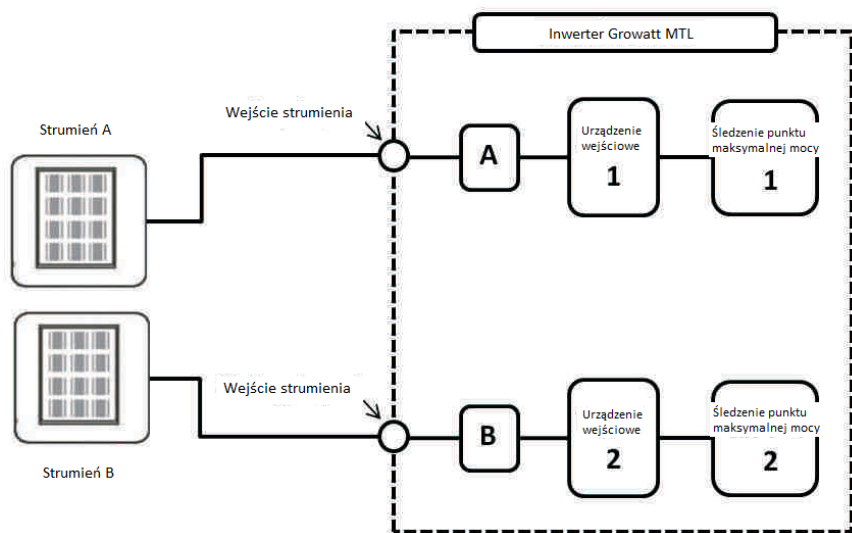 Inwerter Growatt MTL
Strumień A
Wejście strumienia
A
Urządzenie
wejściowe
1
Śledzenie punktu
maksymalnej mocy
1
Strumień B
Wejście strumienia
B
Urządzenie
wejściowe
2
Śledzenie punktu
maksymalnej mocy
2